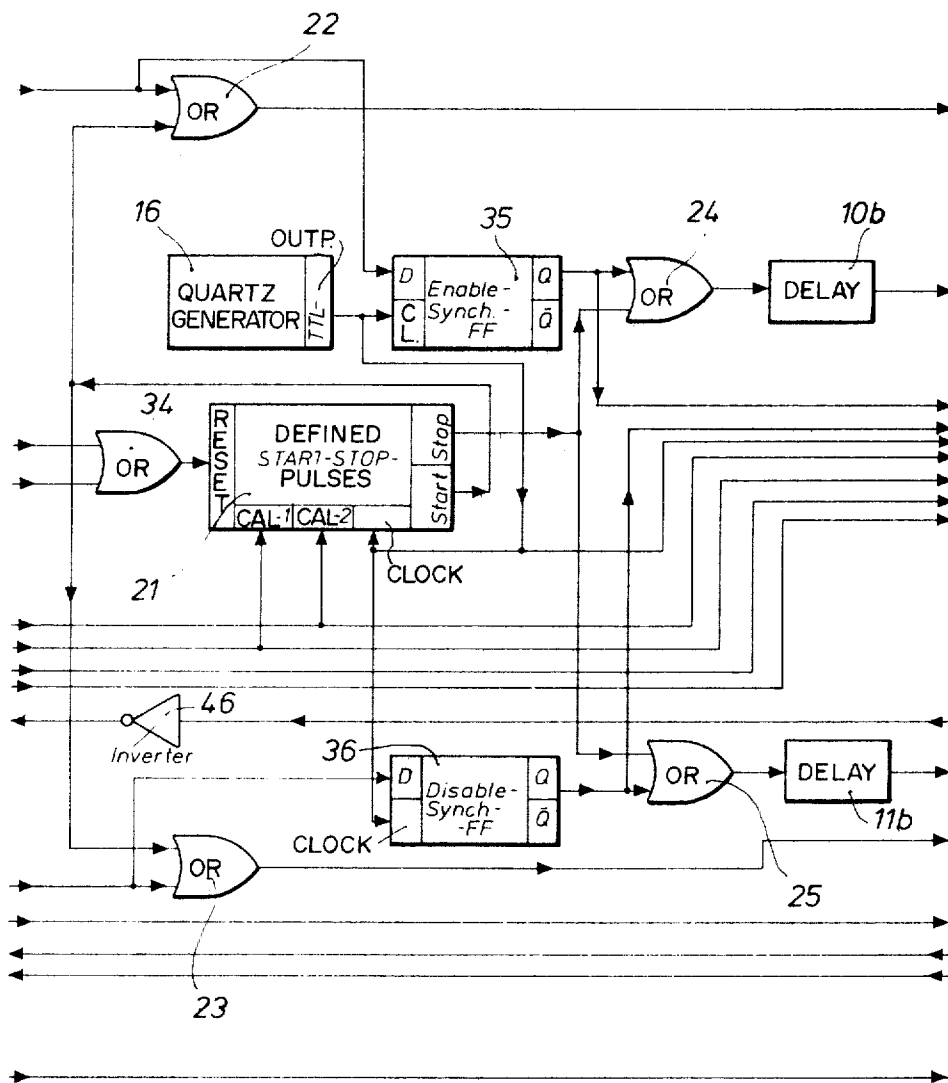 22
OR
16
OUTP.
35
24
10b
QUARTZ
GENERATOR
TTL-
D
CL.
Enable-
Synch.-
FF
Q
Q̄
OR
DELAY
34
OR
RESET
DEFINED
START-STOP-
PULSES
Stop
Start
CAL-1
CAL-2
CLOCK
21
46
Inverter
36
D
Disable-
Synch-
-FF
Q
Q̄
CLOCK
OR
DELAY
11b
25
OR
23